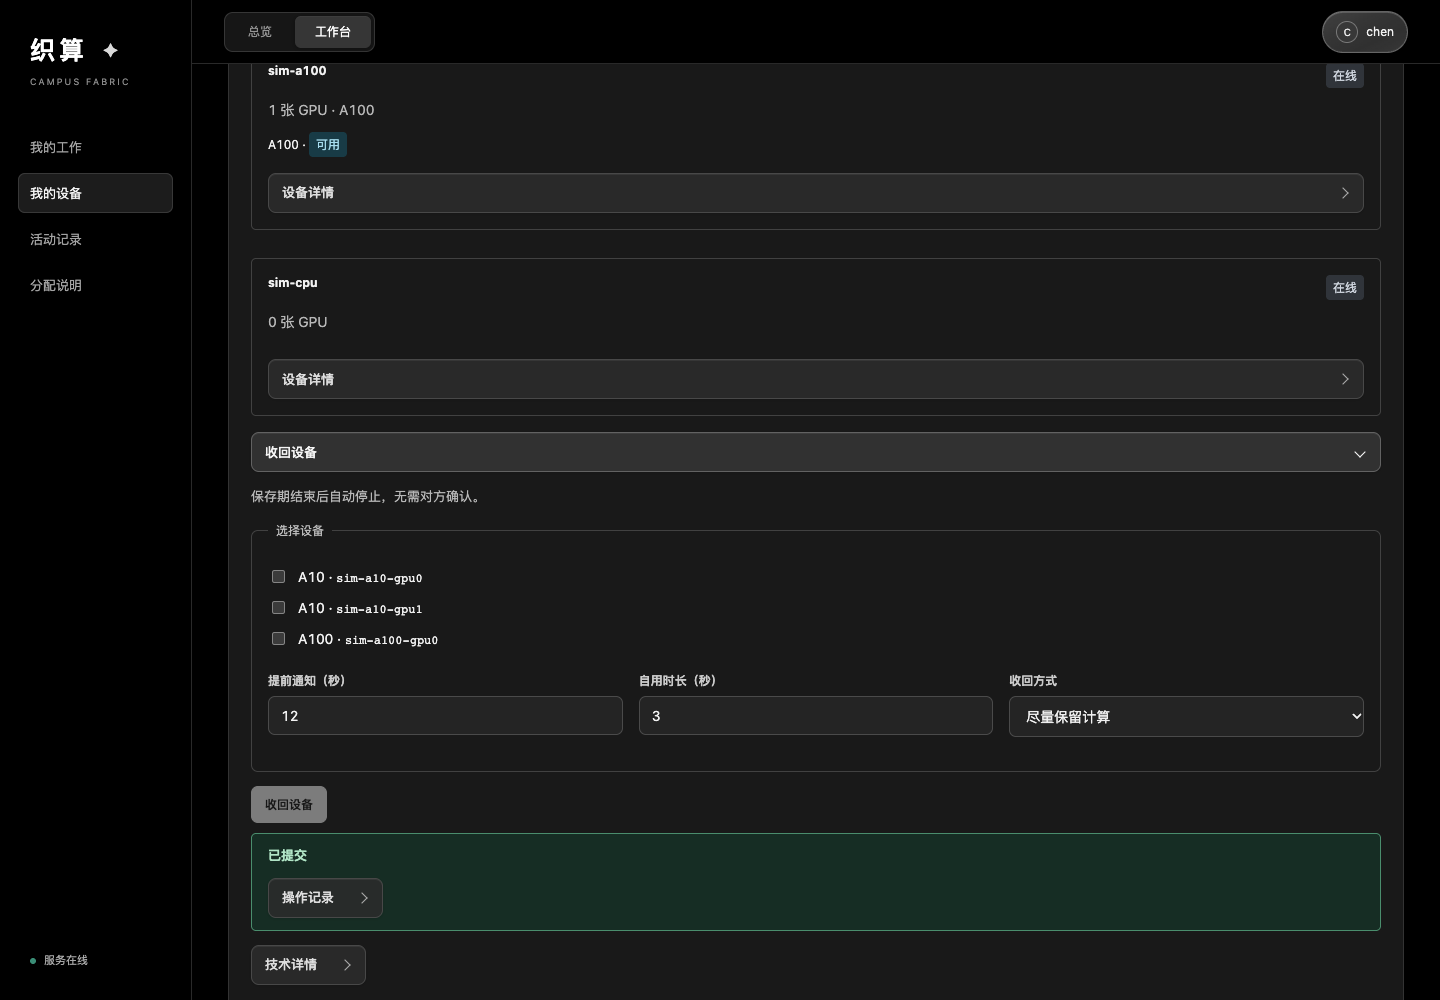 织算
CAMPUS FABRIC
总览
工作台
C
chen
我的工作
我的设备
活动记录
分配说明
服务在线
sim-a100
在线
1 张 GPU · A100
A100 · 可用
设备详情
sim-cpu
在线
0 张 GPU
设备详情
收回设备
保存期结束后自动停止，无需对方确认。
选择设备
A10 · sim-a10-gpu0
A10 · sim-a10-gpu1
A100 · sim-a100-gpu0
提前通知（秒）
自用时长（秒）
收回方式
12
3
尽量保留计算
收回设备
已提交
操作记录
技术详情